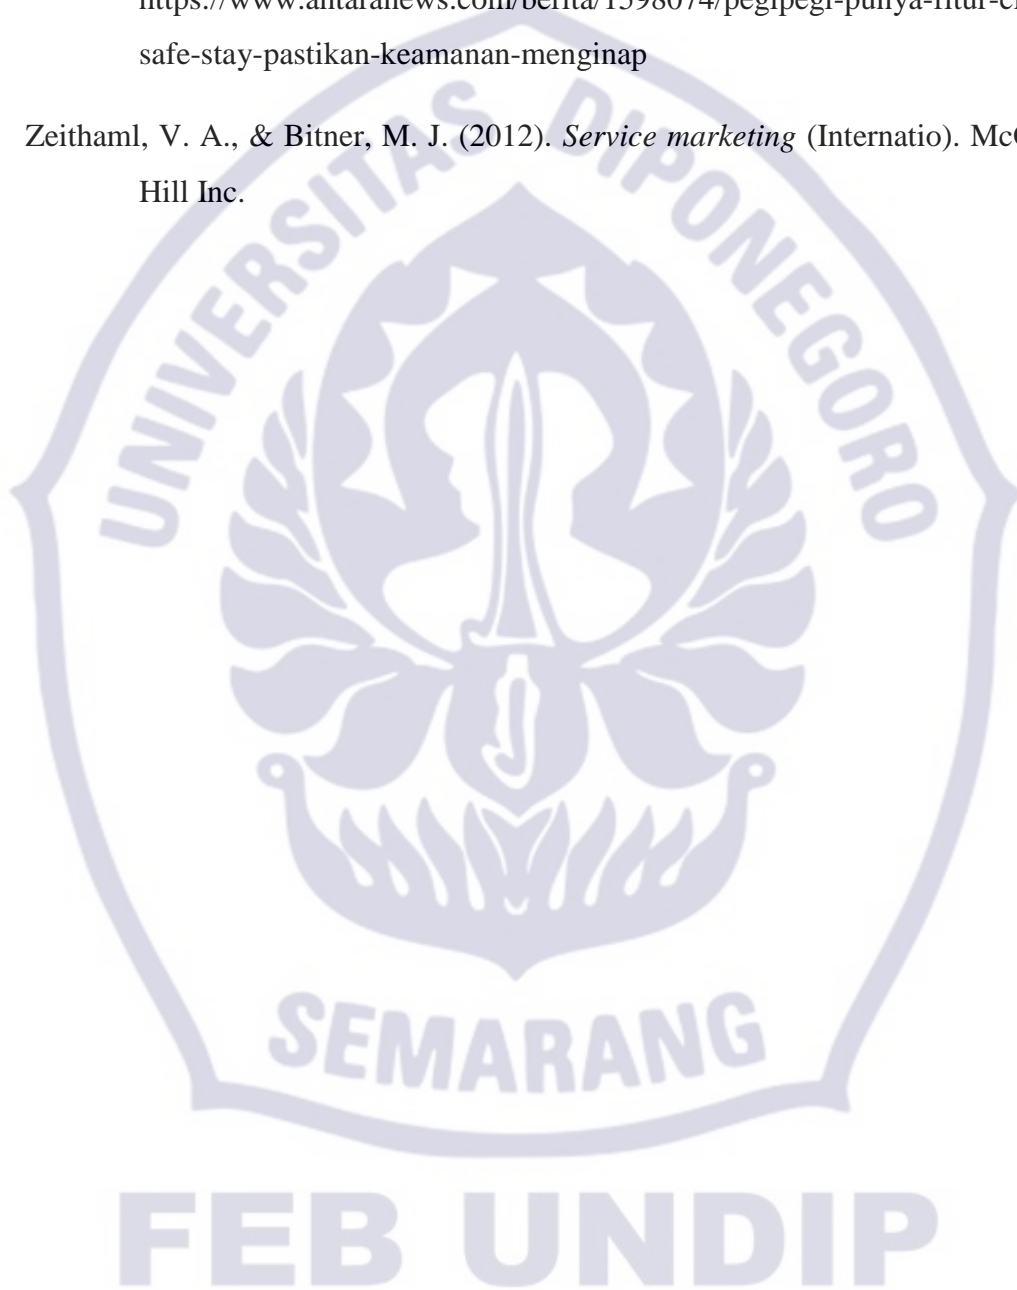 https://www.antaranews.com/berita/1598074/pegipegi-punya-fitur-cl
safe-stay-pastikan-keamanan-menginap
Zeithaml, V. A., & Bitner, M. J. (2012). Service marketing (Internatio). Mc
Hill Inc.
UNIVERSITAS DIPONEGORO
SEMARANG
FEB UNDIP